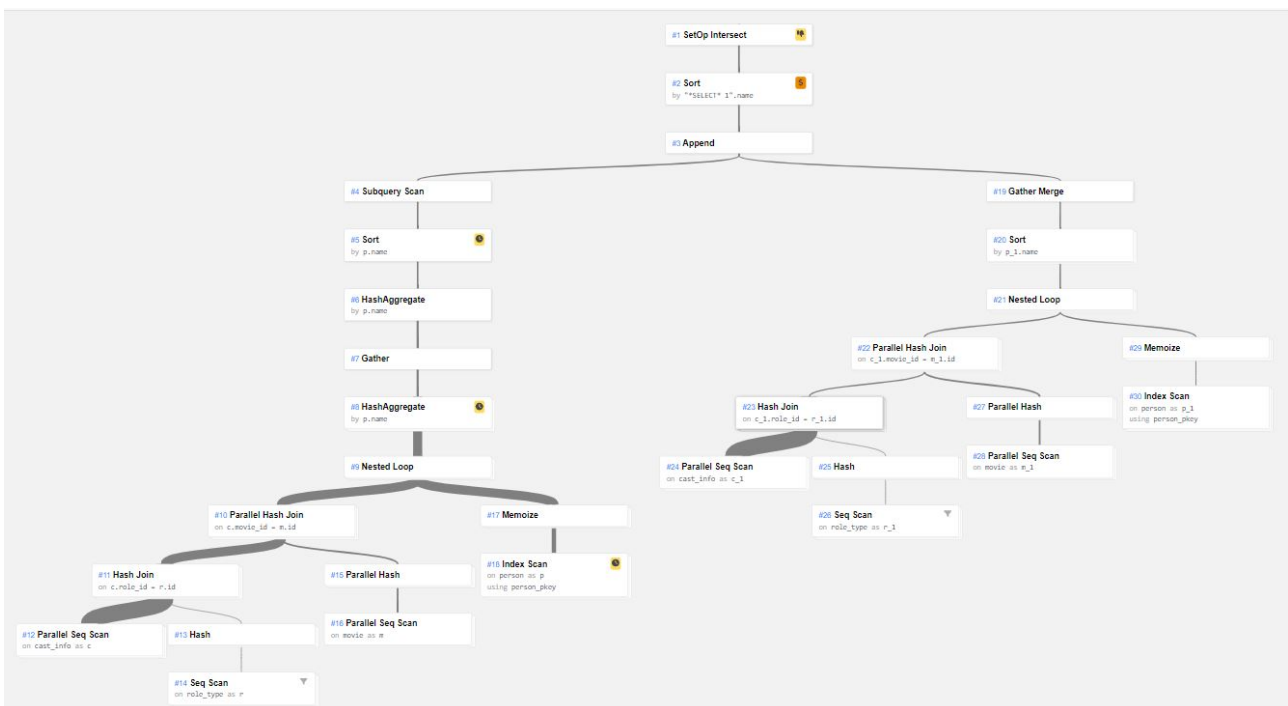 #1 SetOp Intersect
#2 Sort
by "*SELECT* 1".name
#3 Append
#4 Subquery Scan
#19 Gather Merge
#5 Sort
by p.name
#20 Sort
by p_1.name
#6 HashAggregate
by p.name
#21 Nested Loop
#7 Gather
#22 Parallel Hash Join
on c_1.movie_id = m_1.id
#29 Memoize
#8 HashAggregate
by p.name
#23 Hash Join
on c_1.role_id = r_1.id
#27 Parallel Hash
#30 Index Scan
on person as p_1
using person_pkey
#9 Nested Loop
#24 Parallel Seq Scan
on cast_info as c_1
#25 Hash
#28 Parallel Seq Scan
on movie as m_1
#10 Parallel Hash Join
on c.movie_id = m.id
#17 Memoize
#26 Seq Scan
on role_type as r_1
#11 Hash Join
on c.role_id = r.id
#15 Parallel Hash
#18 Index Scan
on person as p
using person_pkey
#12 Parallel Seq Scan
on cast_info as c
#13 Hash
#16 Parallel Seq Scan
on movie as m
#14 Seq Scan
on role_type as r